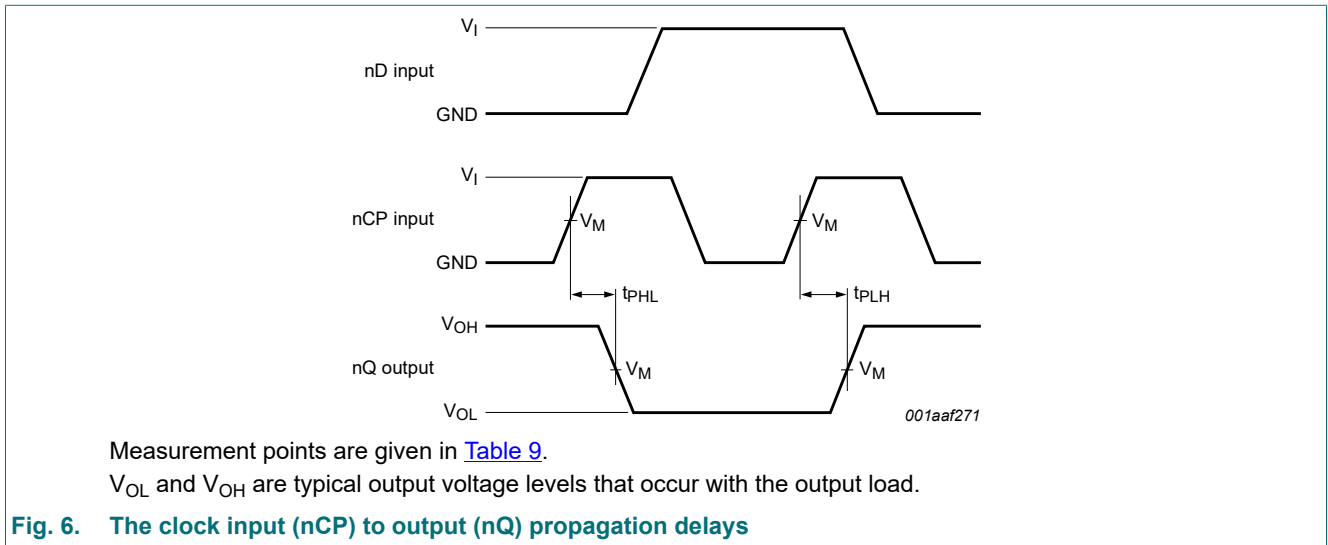 VI
nD input
GND
VI
nCP input
VM
VM
GND
tPHL
tPLH
VOH
nQ output
VM
VM
VOL
001aaf271
Measurement points are given in Table 9.
VOL and VOH are typical output voltage levels that occur with the output load.
Fig. 6. The clock input (nCP) to output (nQ) propagation delays